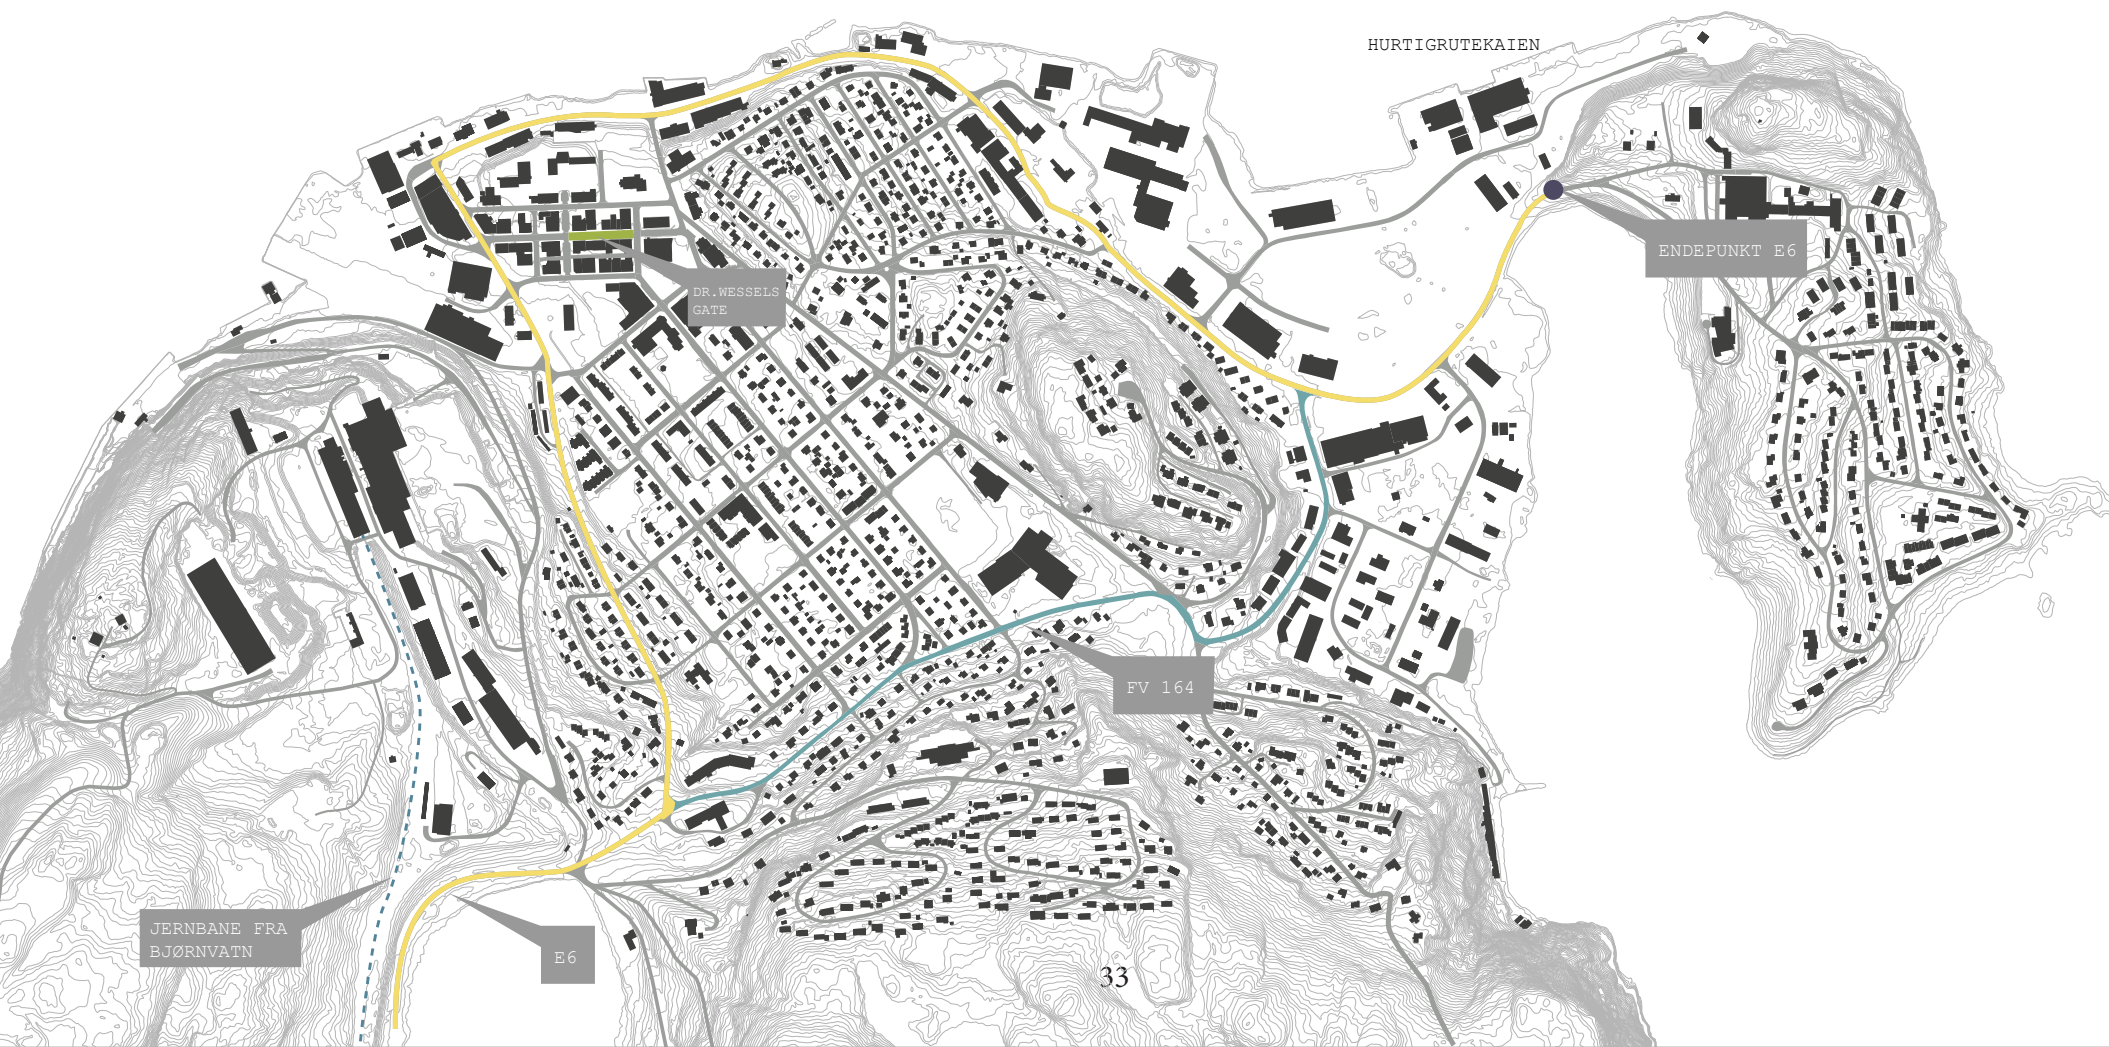 HURTIGRUTEKAIEN
ENDEPUNKT E6
DR.WESSELS
GATE
FV 164
JERNBANE FRA
BJØRNVATN
E6
33